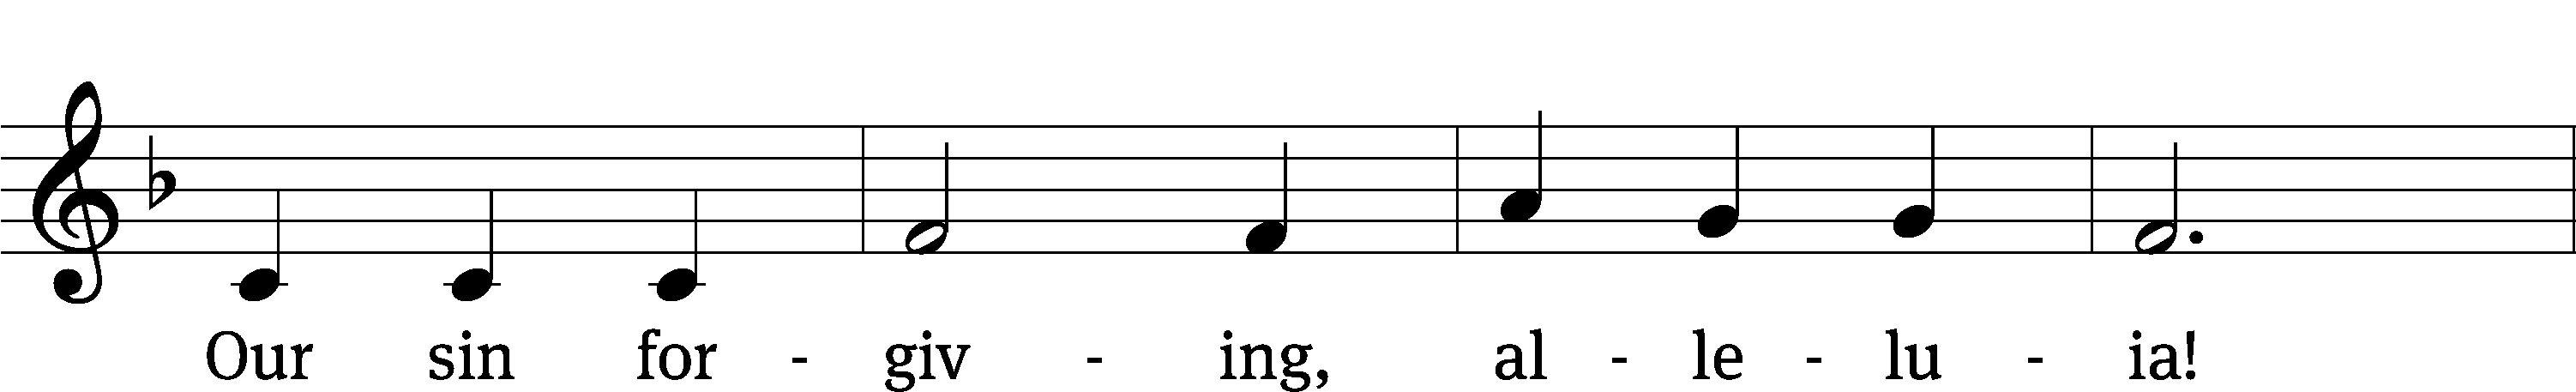 Our sin for - giv - ing, al - le - lu - ia!